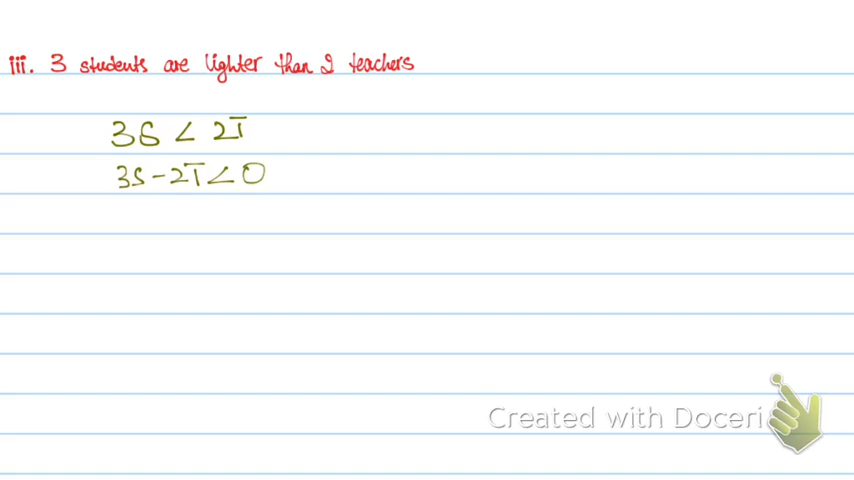 iii. 3 students are lighter than 2 teachers
3S < 2T
3S - 2T < 0
Created with Doceri